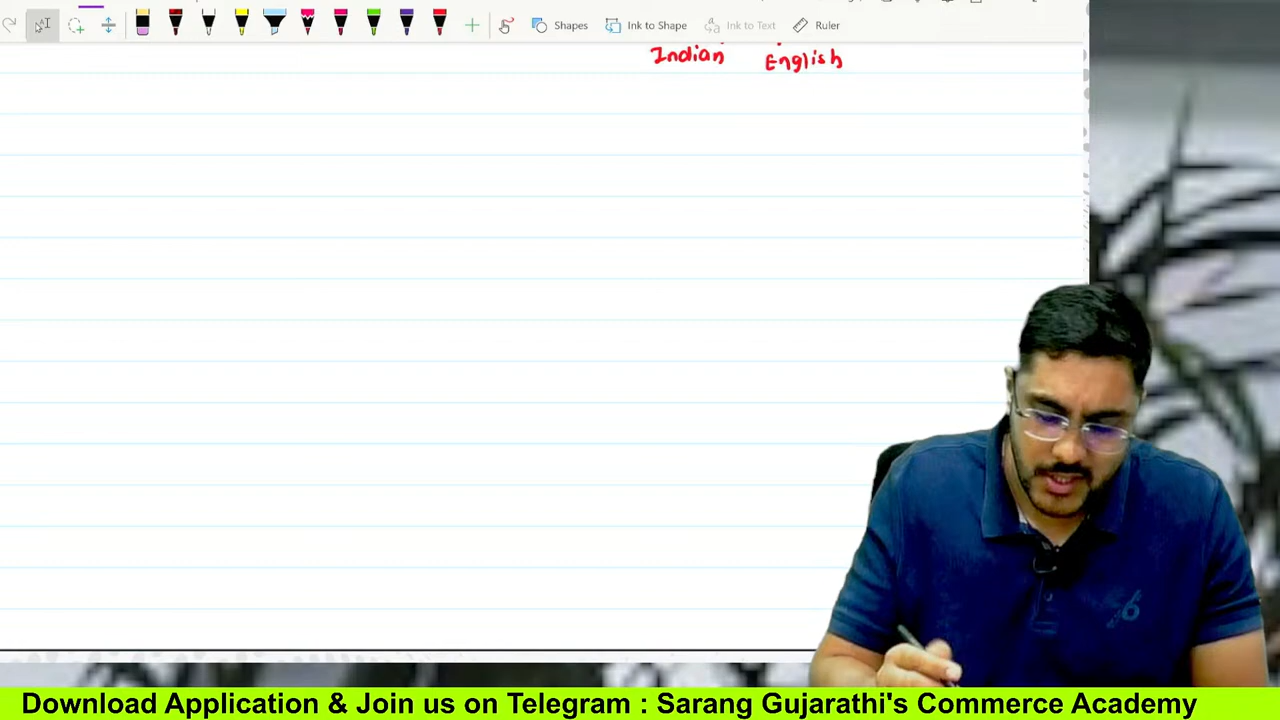 Shapes Ink to Shape Ink to Text Ruler
Indian English
Download Application & Join us on Telegram : Sarang Gujarathi's Commerce Academy